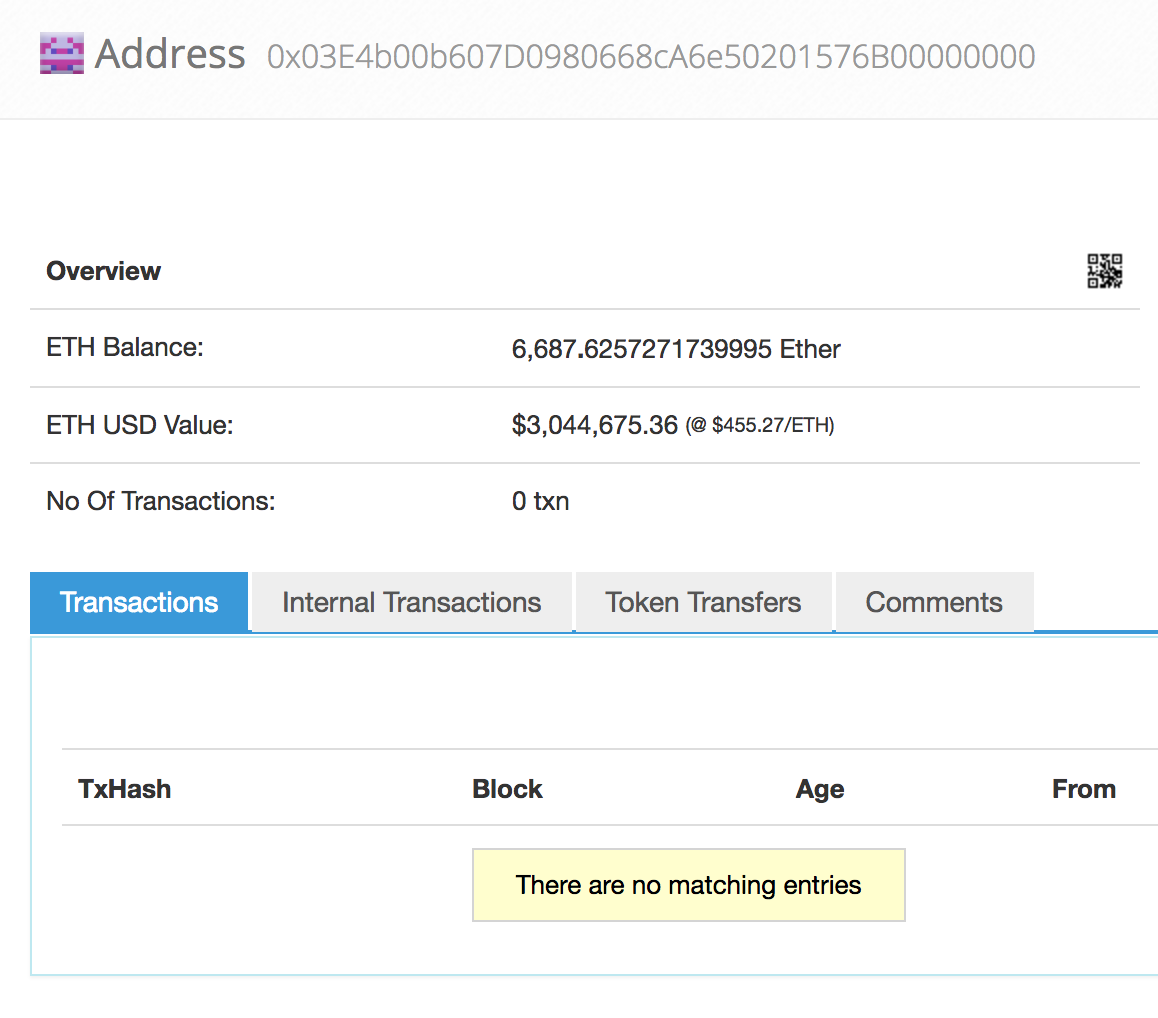 Address 0x03E4b00b607D0980668cA6e50201576B00000000
Overview
ETH Balance: 6,687.6257271739995 Ether
ETH USD Value: $3,044,675.36 (@ $455.27/ETH)
No Of Transactions: 0 txn
Transactions Internal Transactions Token Transfers Comments
TxHash Block Age From
There are no matching entries